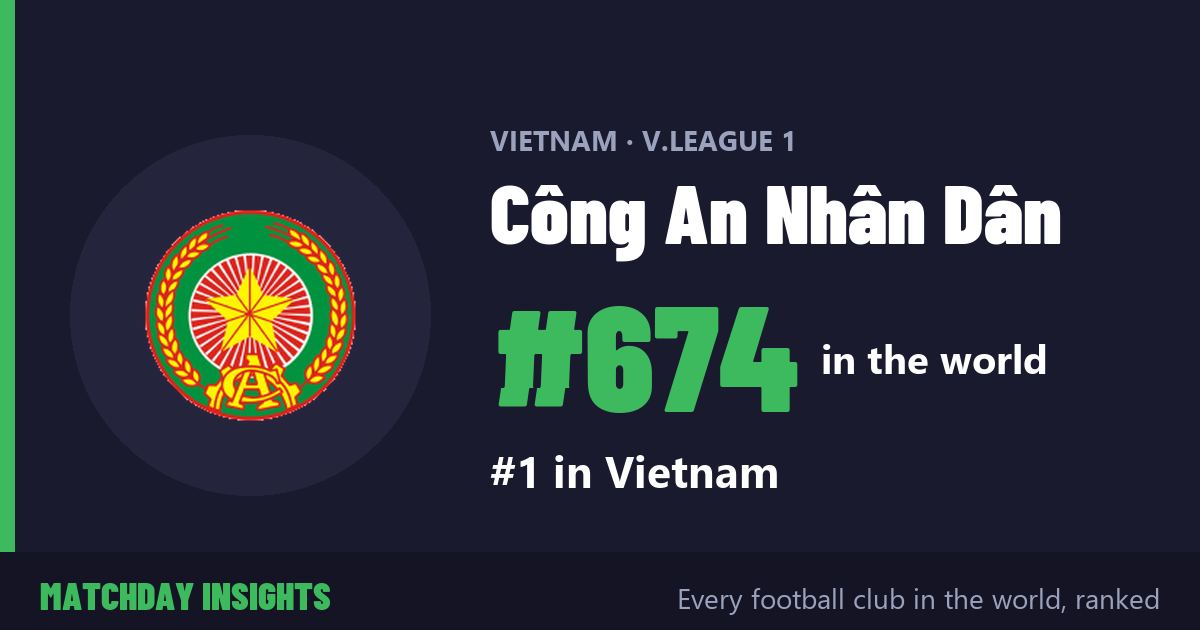 VIETNAM · V.LEAGUE 1
Công An Nhân Dân
#674 in the world
#1 in Vietnam
CA
MATCHDAY INSIGHTS
Every football club in the world, ranked